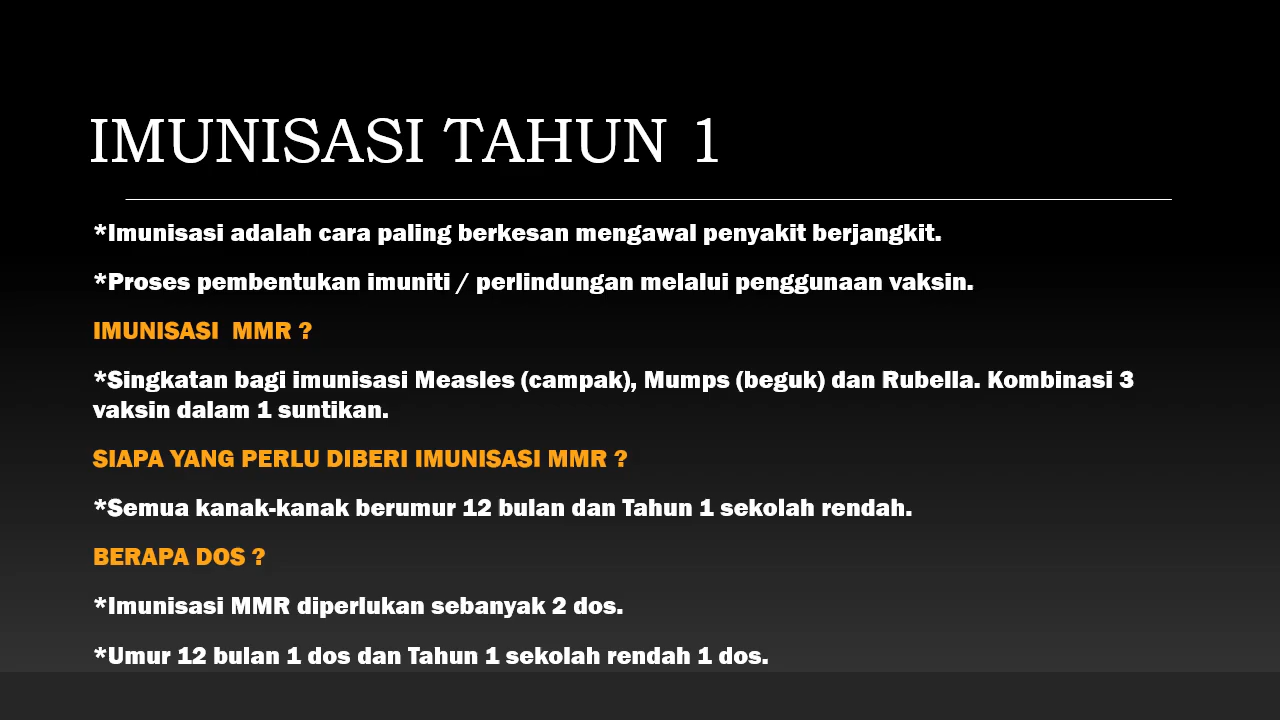 IMUNISASI TAHUN 1
*Imunisasi adalah cara paling berkesan mengawal penyakit berjangkit.
*Proses pembentukan imuniti / perlindungan melalui penggunaan vaksin.
IMUNISASI  MMR ?
*Singkatan bagi imunisasi Measles (campak), Mumps (beguk) dan Rubella. Kombinasi 3
vaksin dalam 1 suntikan.
SIAPA YANG PERLU DIBERI IMUNISASI MMR ?
*Semua kanak-kanak berumur 12 bulan dan Tahun 1 sekolah rendah.
BERAPA DOS ?
*Imunisasi MMR diperlukan sebanyak 2 dos.
*Umur 12 bulan 1 dos dan Tahun 1 sekolah rendah 1 dos.